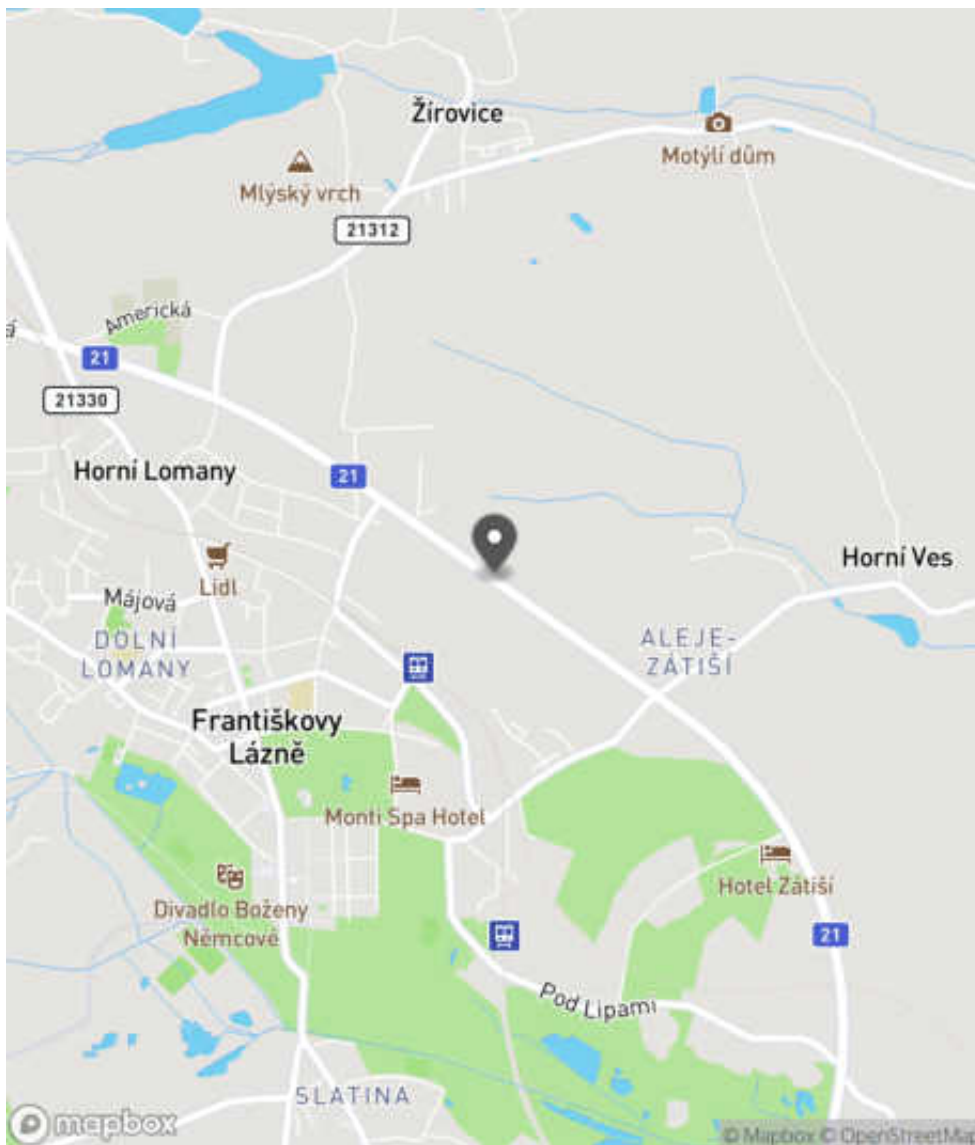 Žírovice
Motýlí dům
Mlýský vrch
21312
Americká
á
21
21330
Horní Lomany
21
Lidl
Horní Ves
Májová
DOLNÍ
LOMANY
ALEJE-
ZÁTIŠÍ
Františkovy
Lázně
Monti Spa Hotel
Hotel Zátiší
Divadlo Boženy
Němcové
21
Pod Lipami
SLATINA
mapbox
© Mapbox © OpenStreetMa